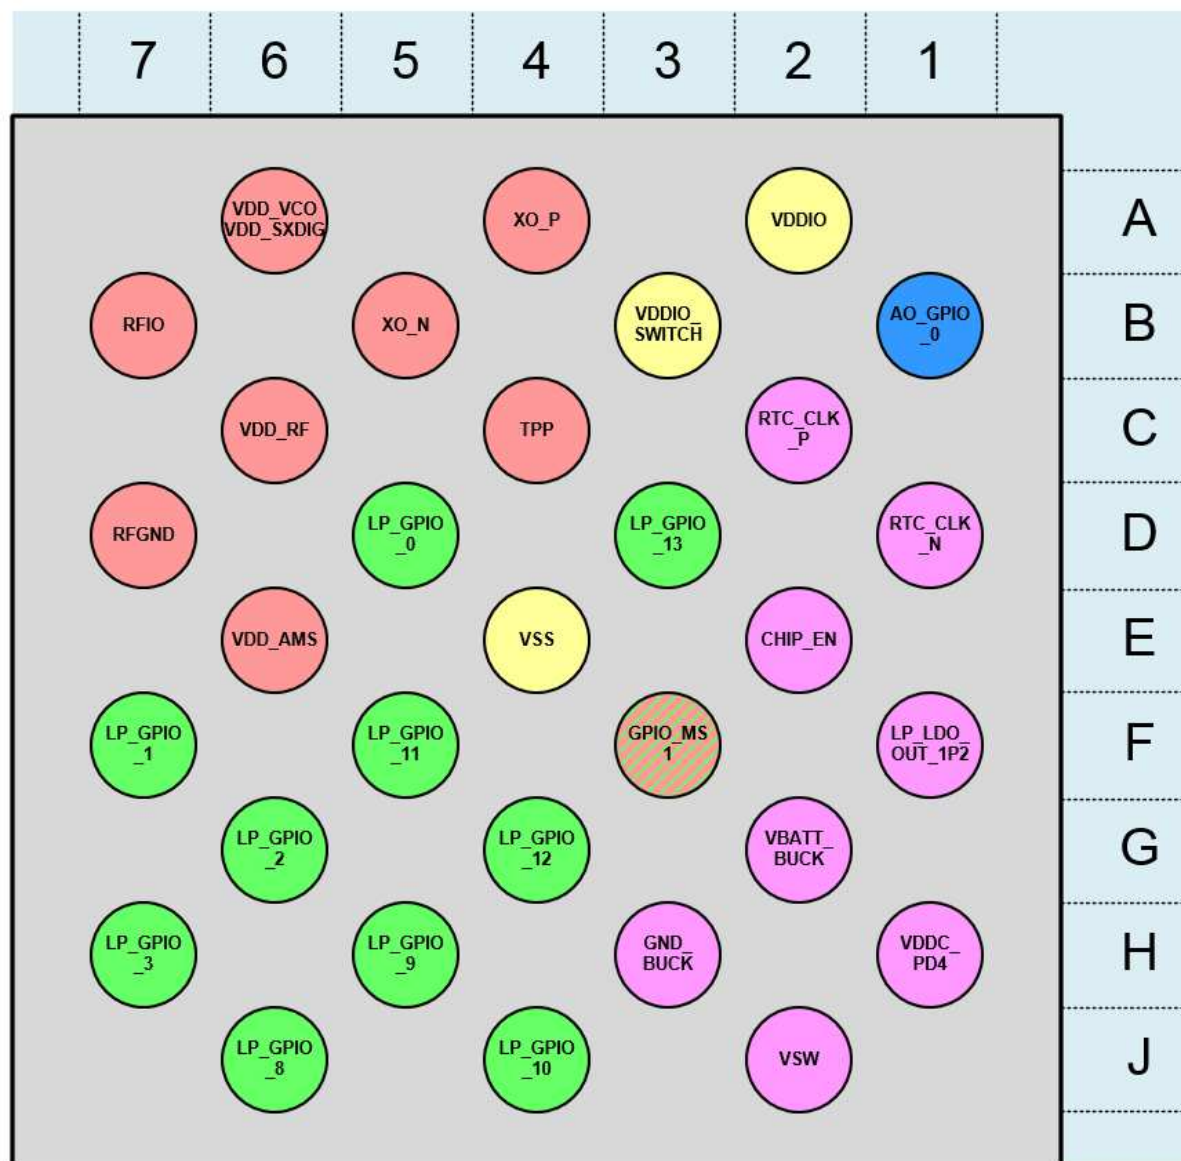 7 6 5 4 3 2 1
VDD_VCO
VDD_SXDIG
XO_P
VDDIO
A
RFIO
XO_N
VDDIO_
SWITCH
AO_GPIO
_0
B
VDD_RF
TPP
RTC_CLK
_P
C
RFGND
LP_GPIO
_0
LP_GPIO
_13
RTC_CLK
_N
D
VDD_AMS
VSS
CHIP_EN
E
LP_GPIO
_1
LP_GPIO
_11
GPIO_MS
1
LP_LDO_
OUT_1P2
F
LP_GPIO
_2
LP_GPIO
_12
VBATT_
BUCK
G
LP_GPIO
_3
LP_GPIO
_9
GND_
BUCK
VDDC_
PD4
H
LP_GPIO
_8
LP_GPIO
_10
VSW
J